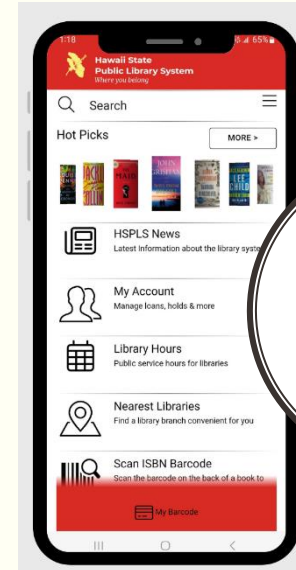 1:18
65%
Hawaii State
Public Library System
Where you belong
Search
Hot Picks
MORE >
MAID
JOHN
GRISHAM
LEE
CHILD
HSPLS News
Latest Information about the library syste
My Account
Manage loans, holds & more
Library Hours
Public service hours for libraries
Nearest Libraries
Find a library branch convenient for you
Scan ISBN Barcode
Scan the barcode on the back of a book to
My Barcode